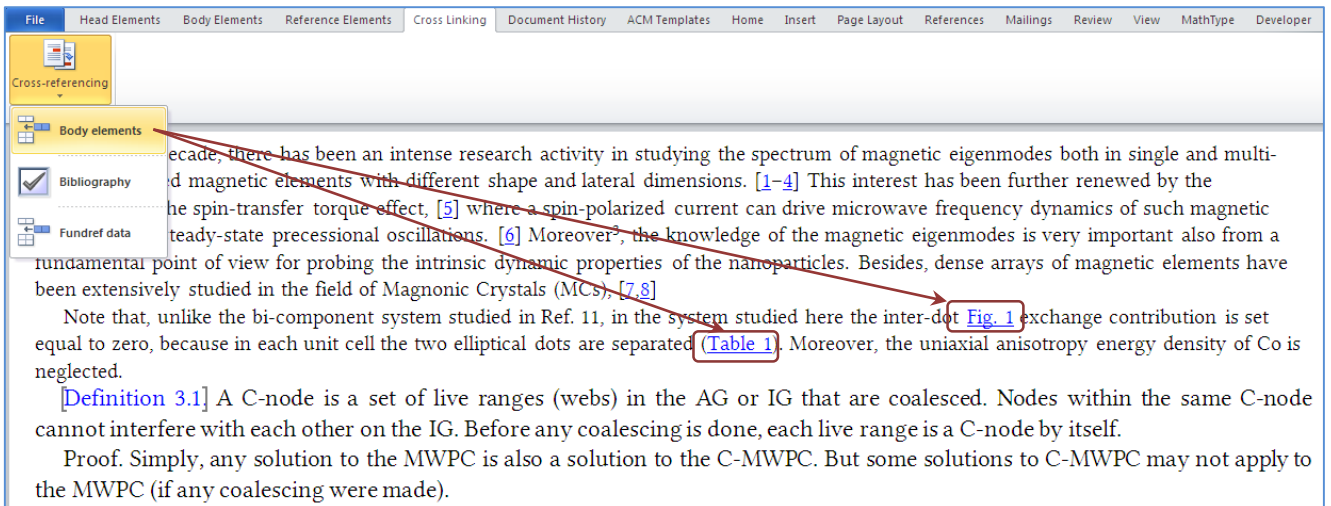 File Head Elements Body Elements Reference Elements Cross Linking Document History ACM Templates Home Insert Page Layout References Mailings Review View MathType Developer
Cross-referencing
Body elements
Bibliography
Fundref data
ecade, there has been an intense research activity in studying the spectrum of magnetic eigenmodes both in single and multi-
d magnetic elements with different shape and lateral dimensions. [1–4] This interest has been further renewed by the
he spin-transfer torque effect, [5] where a spin-polarized current can drive microwave frequency dynamics of such magnetic
teady-state precessional oscillations. [6] Moreover³, the knowledge of the magnetic eigenmodes is very important also from a
fundamental point of view for probing the intrinsic dynamic properties of the nanoparticles. Besides, dense arrays of magnetic elements have
been extensively studied in the field of Magnonic Crystals (MCs), [7,8]
Note that, unlike the bi-component system studied in Ref. 11, in the system studied here the inter-dot Fig. 1 exchange contribution is set
equal to zero, because in each unit cell the two elliptical dots are separated (Table 1). Moreover, the uniaxial anisotropy energy density of Co is
neglected.
[Definition 3.1] A C-node is a set of live ranges (webs) in the AG or IG that are coalesced. Nodes within the same C-node
cannot interfere with each other on the IG. Before any coalescing is done, each live range is a C-node by itself.
Proof. Simply, any solution to the MWPC is also a solution to the C-MWPC. But some solutions to C-MWPC may not apply to
the MWPC (if any coalescing were made).